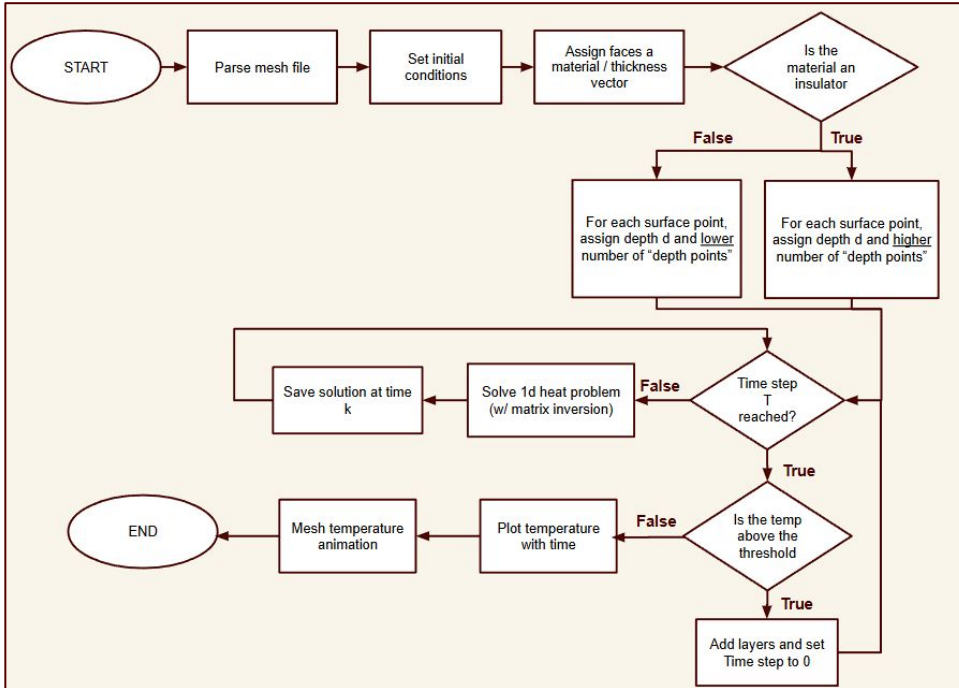 START
Parse mesh file
Set initial
conditions
Assign faces a
material / thickness
vector
Is the
material an
insulator
False
True
For each surface point,
assign depth d and lower
number of “depth points”
For each surface point,
assign depth d and higher
number of “depth points”
Time step
T
reached?
False
Solve 1d heat problem
(w/ matrix inversion)
Save solution at time
k
True
Is the temp
above the
threshold
False
Plot temperature
with time
Mesh temperature
animation
END
True
Add layers and set
Time step to 0